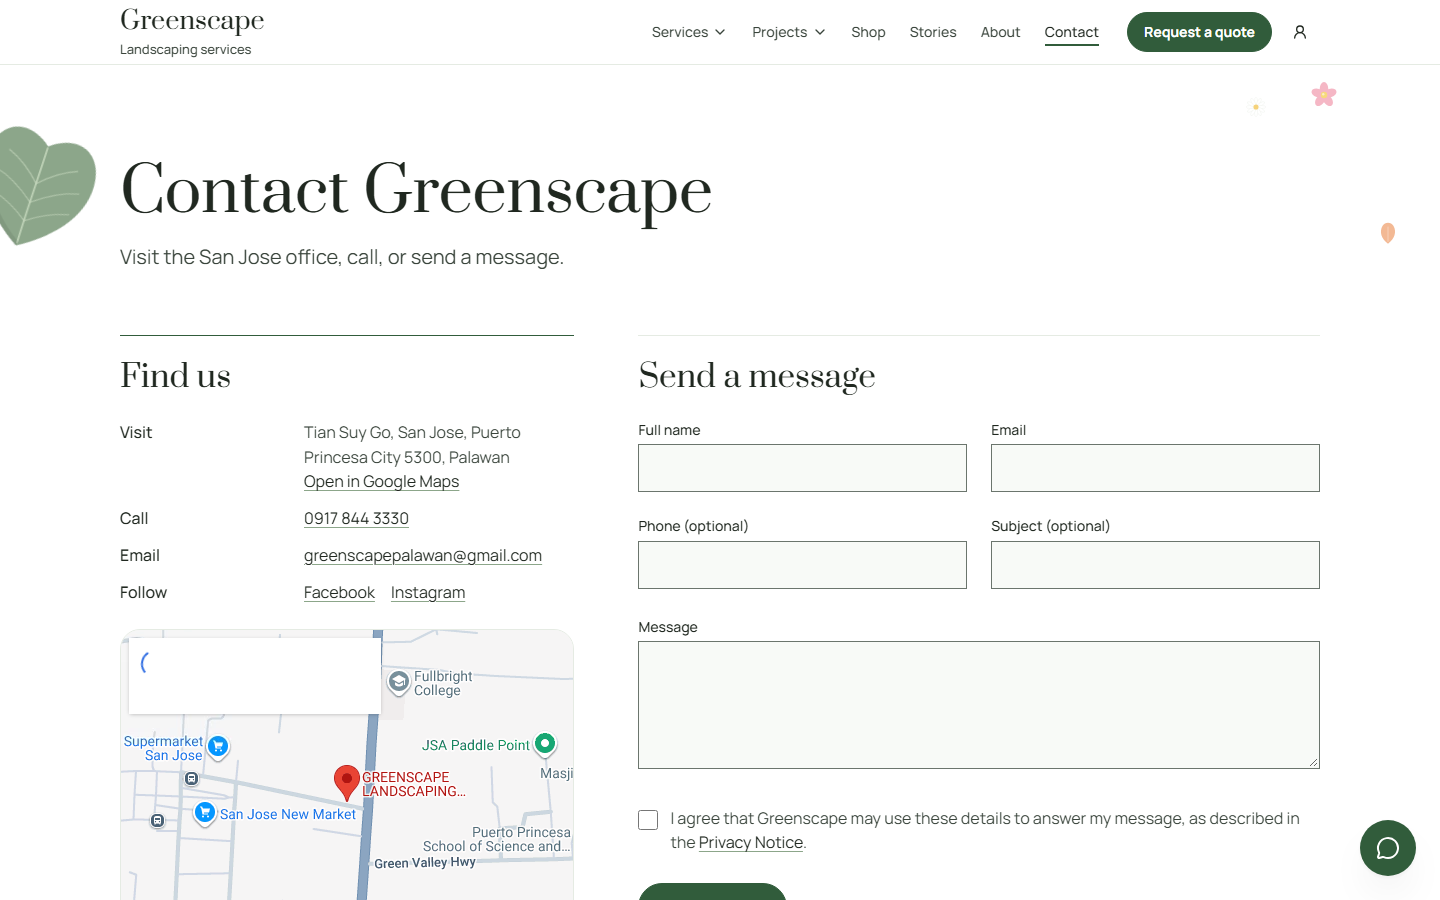 Greenscape
Landscaping services
Services
Projects
Shop
Stories
About
Contact
Request a quote
Contact Greenscape
Visit the San Jose office, call, or send a message.
Find us
Visit
Tian Suy Go, San Jose, Puerto
Princesa City 5300, Palawan
Open in Google Maps
Call
0917 844 3330
Email
greenscapepalawan@gmail.com
Follow
Facebook
Instagram
Fullbright
College
Supermarket
San Jose
JSA Paddle Point
Masji
GREENSCAPE
LANDSCAPING...
San Jose New Market
Puerto Princesa
School of Science and...
Green Valley Hwy
Send a message
Full name
Email
Phone (optional)
Subject (optional)
Message
I agree that Greenscape may use these details to answer my message, as described in
the Privacy Notice.